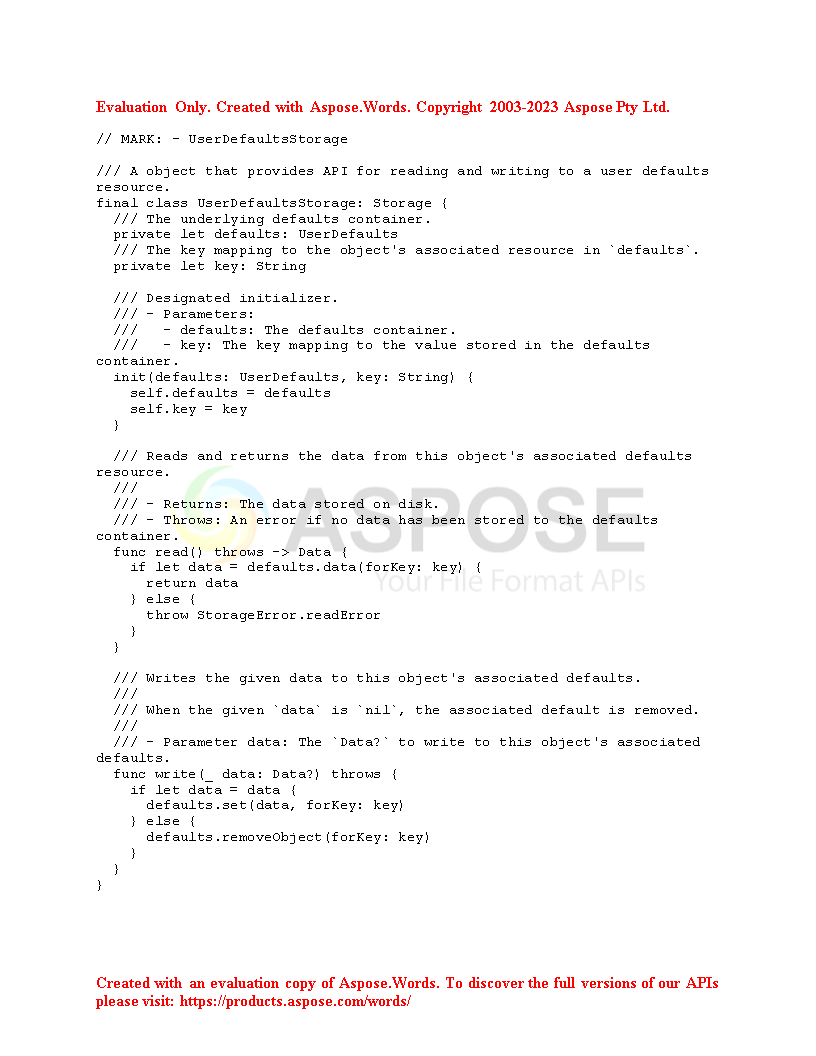 Evaluation Only. Created with Aspose.Words. Copyright 2003-2023 Aspose Pty Ltd.
// MARK: - UserDefaultsStorage
/// A object that provides API for reading and writing to a user defaults
resource.
final class UserDefaultsStorage: Storage {
  /// The underlying defaults container.
  private let defaults: UserDefaults
  /// The key mapping to the object's associated resource in `defaults`.
  private let key: String
  /// Designated initializer.
  /// - Parameters:
  ///   - defaults: The defaults container.
  ///   - key: The key mapping to the value stored in the defaults
container.
  init(defaults: UserDefaults, key: String) {
    self.defaults = defaults
    self.key = key
  }
  /// Reads and returns the data from this object's associated defaults
resource.
  ///
  /// - Returns: The data stored on disk.
  /// - Throws: An error if no data has been stored to the defaults
container.
  func read() throws -> Data {
    if let data = defaults.data(forKey: key) {
      return data
    } else {
      throw StorageError.readError
    }
  }
  /// Writes the given data to this object's associated defaults.
  ///
  /// When the given `data` is `nil`, the associated default is removed.
  ///
  /// - Parameter data: The `Data?` to write to this object's associated
defaults.
  func write(_ data: Data?) throws {
    if let data = data {
      defaults.set(data, forKey: key)
    } else {
      defaults.removeObject(forKey: key)
    }
  }
}
ASPOSE
Your File Format APIs
Created with an evaluation copy of Aspose.Words. To discover the full versions of our APIs
please visit: https://products.aspose.com/words/